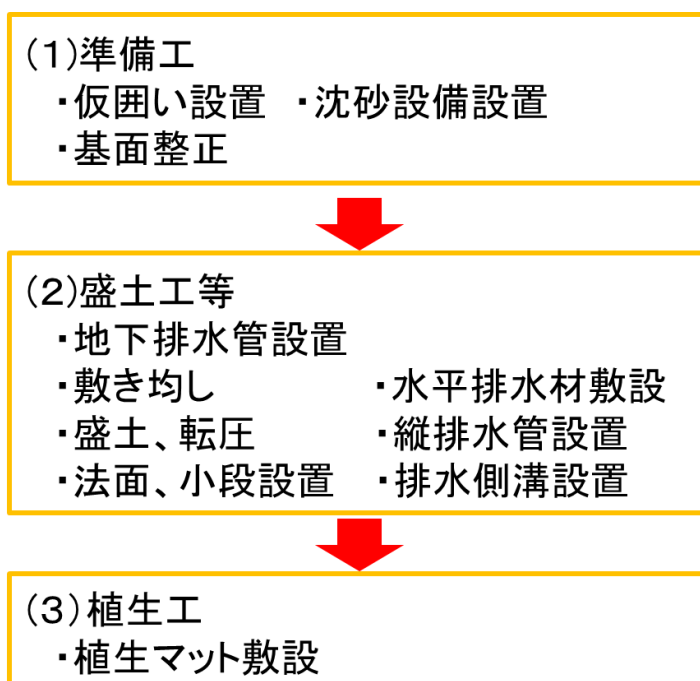 (1)準備工
・仮囲い設置 ・沈砂設備設置
・基面整正
(2)盛土工等
・地下排水管設置
・敷き均し ・水平排水材敷設
・盛土、転圧 ・縦排水管設置
・法面、小段設置 ・排水側溝設置
(3)植生工
・植生マット敷設